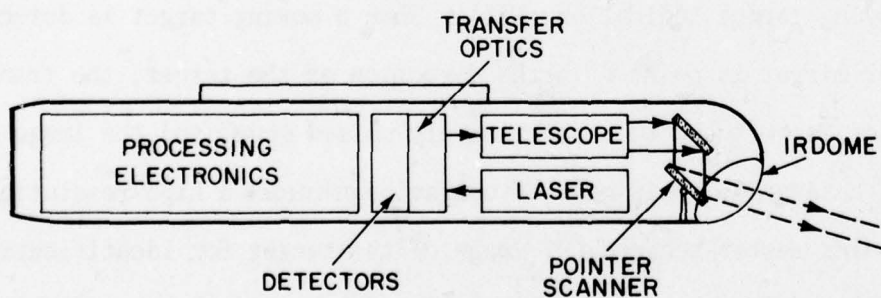 TRANSFER
OPTICS
PROCESSING
ELECTRONICS
TELESCOPE
LASER
IRDOME
DETECTORS
POINTER
SCANNER